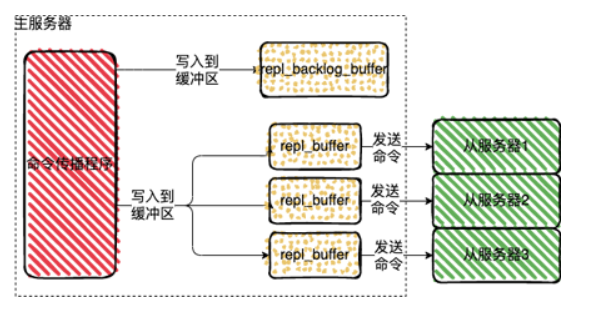 主服务器
命令传播程序
写入到
缓冲区
repl_backlog_buffer
写入到
缓冲区
repl_buffer
发送
命令
从服务器1
repl_buffer
发送
命令
从服务器2
repl_buffer
发送
命令
从服务器3